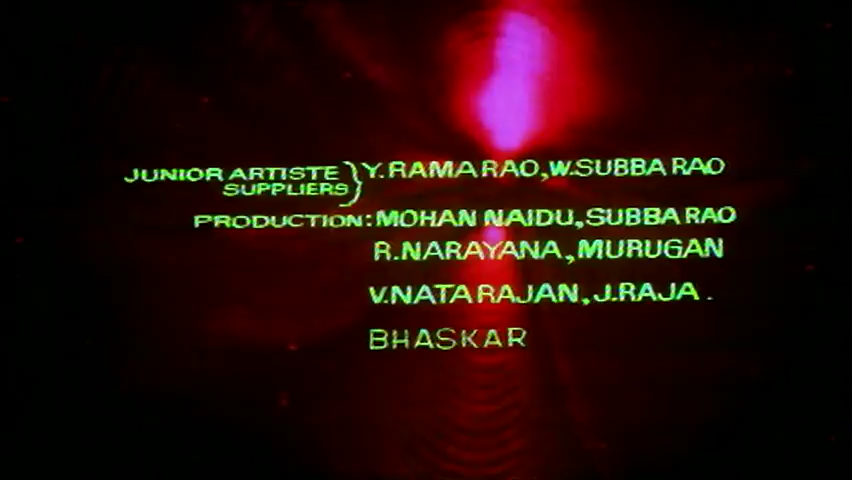 JUNIOR ARTISTE } Y.RAMA RAO, W.SUBBA RAO
SUPPLIERS
PRODUCTION: MOHAN NAIDU, SUBBA RAO
R.NARAYANA, MURUGAN
V.NATARAJAN, J.RAJA.
BHASKAR